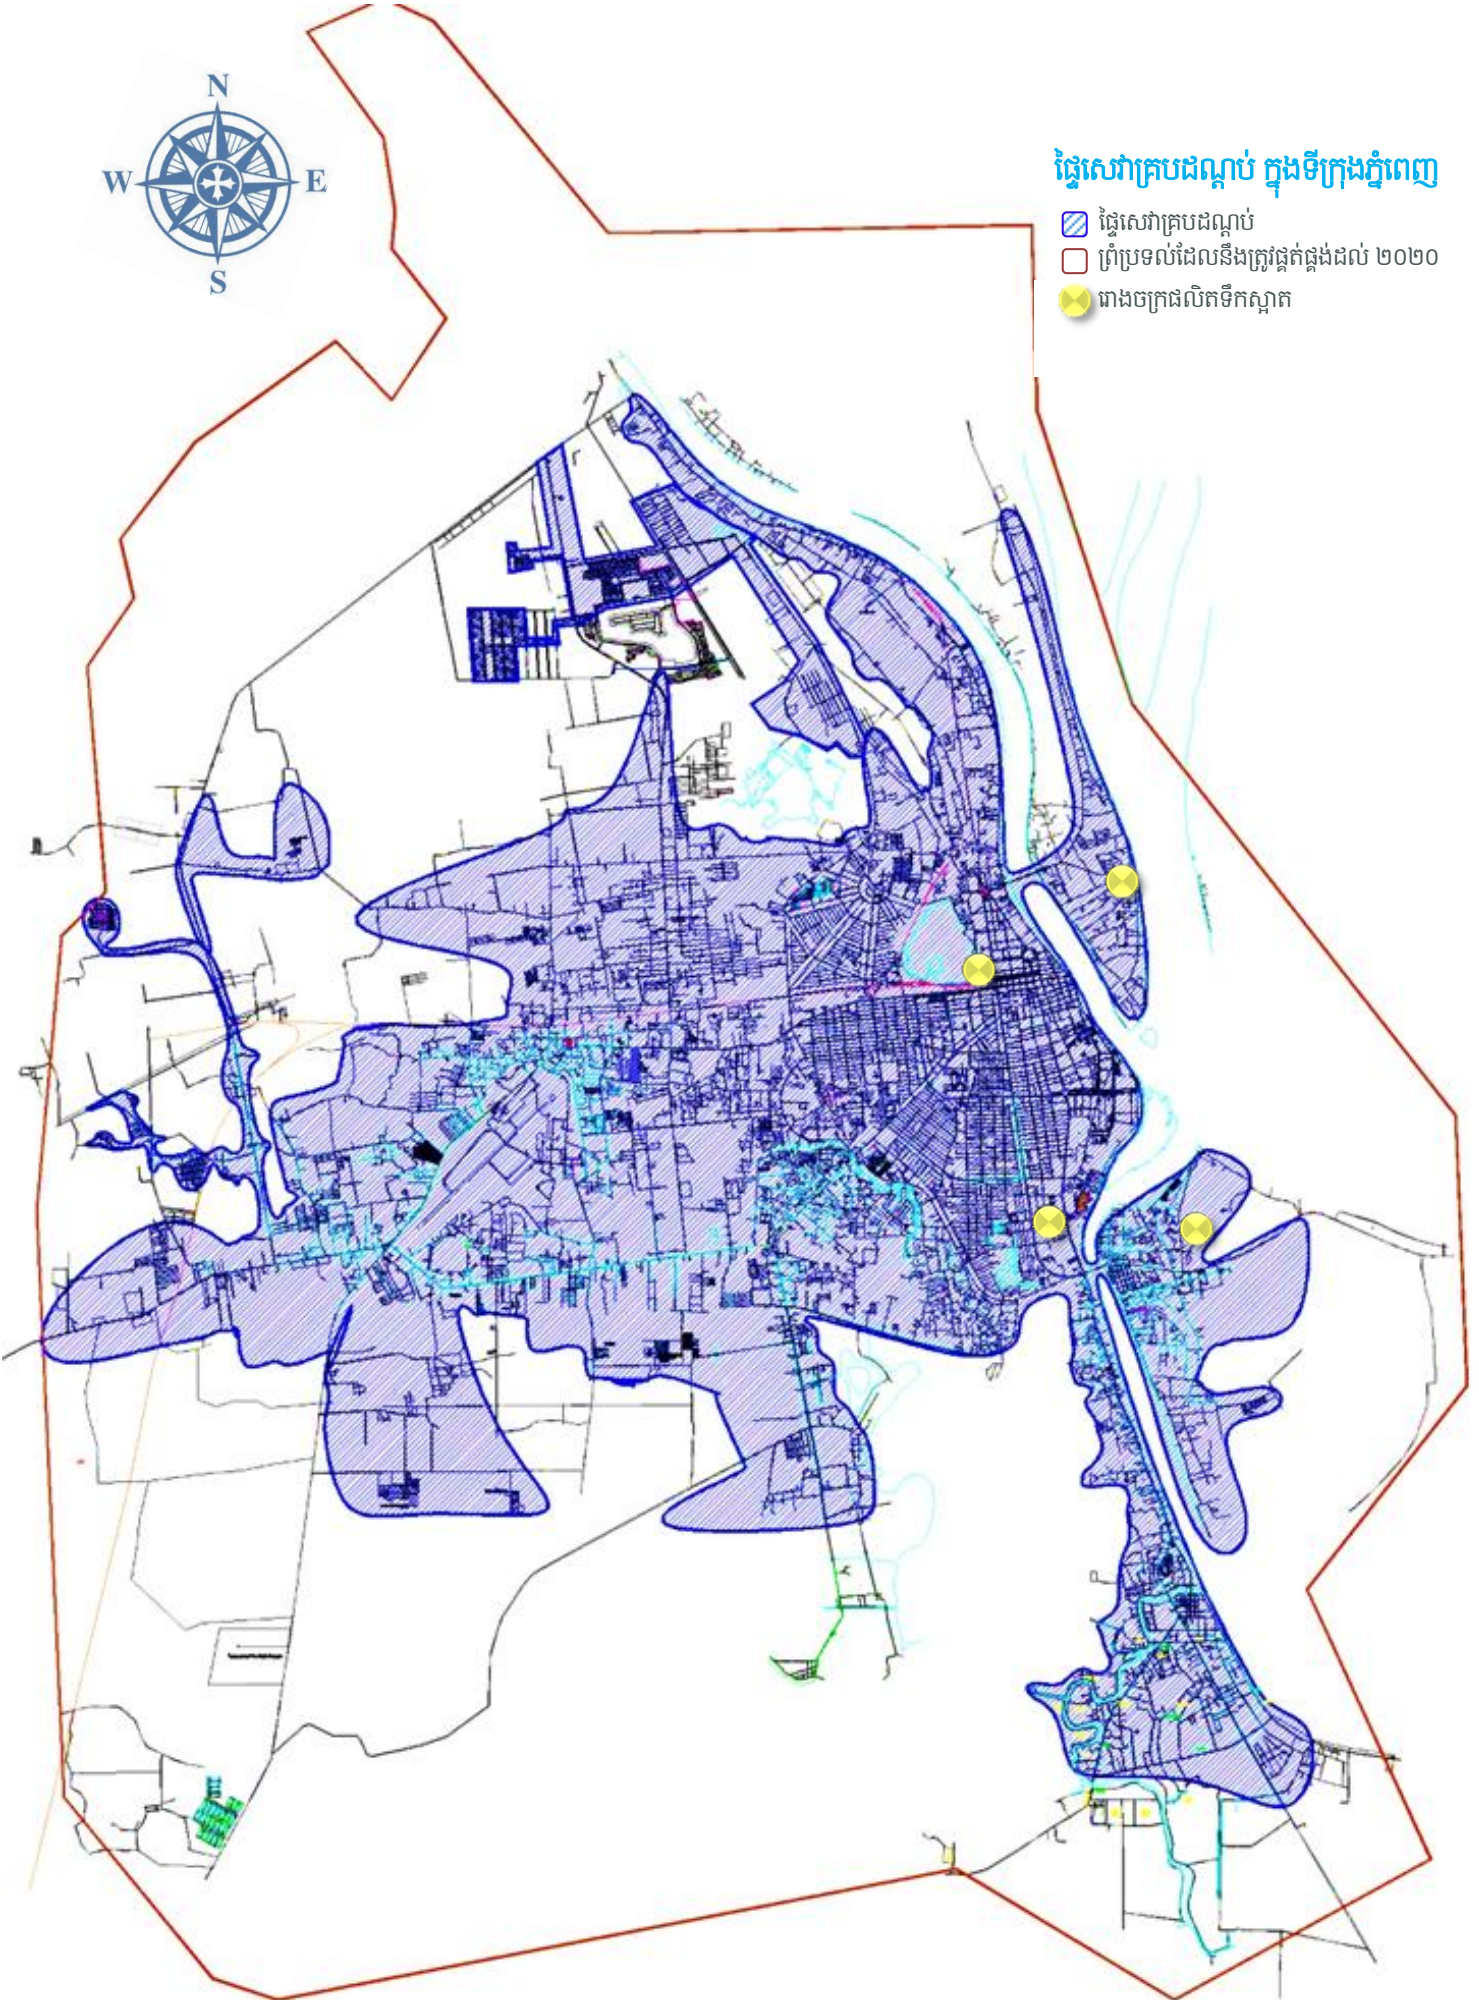 N
W E
S
ផ្ទៃសេវាគ្របដណ្តប់ ក្នុងទីក្រុងភ្នំពេញ
ផ្ទៃសេវាគ្របដណ្តប់
ព្រំប្រទល់ដែលនឹងត្រូវផ្គត់ផ្គង់ដល់ ២០២០
រោងចក្រផលិតទឹកស្អាត